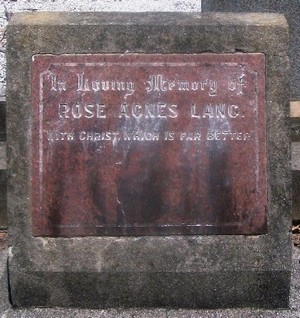 In Loving Memory of
ROSE AGNES LANG.
WITH CHRIST, WHICH IS FAR BETTER